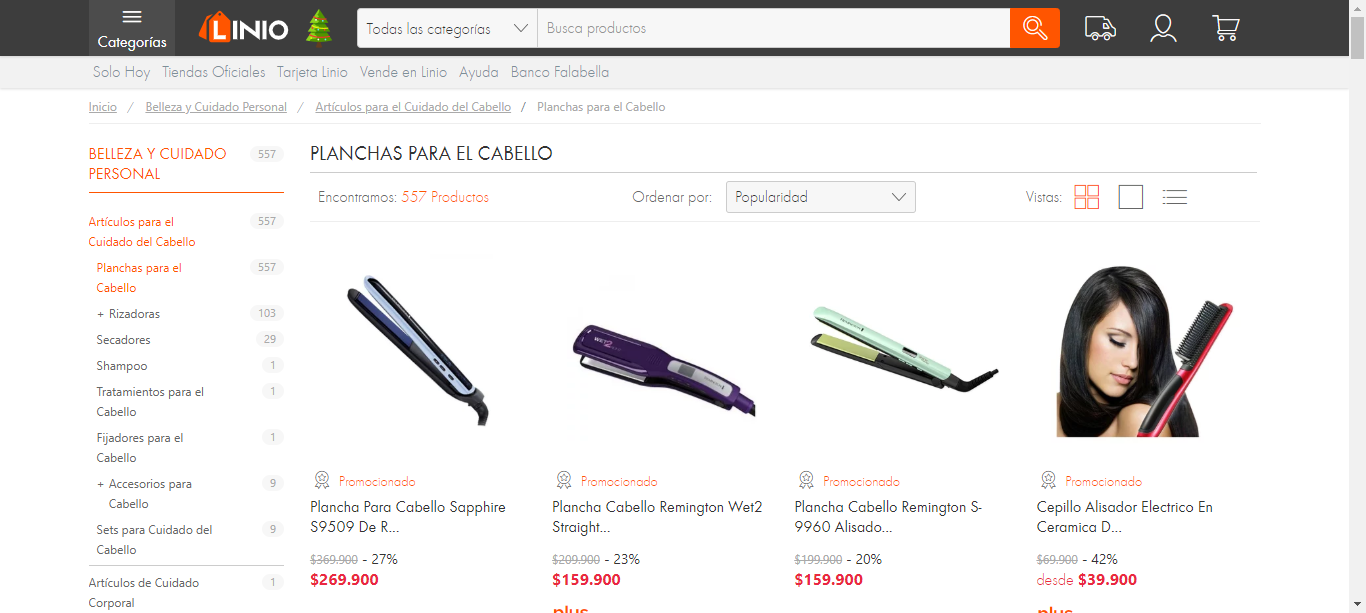 Categorías
LINIO
Todas las categorías
Busca productos
Solo Hoy Tiendas Oficiales Tarjeta Linio Vende en Linio Ayuda Banco Falabella
Inicio / Belleza y Cuidado Personal / Artículos para el Cuidado del Cabello / Planchas para el Cabello
BELLEZA Y CUIDADO 557
PERSONAL
Artículos para el 557
Cuidado del Cabello
Planchas para el 557
Cabello
+ Rizadoras 103
Secadores 29
Shampoo 1
Tratamientos para el 1
Cabello
Fijadores para el 1
Cabello
+ Accesorios para 9
Cabello
Sets para Cuidado del 9
Cabello
Artículos de Cuidado 1
Corporal
PLANCHAS PARA EL CABELLO
Encontramos: 557 Productos
Ordenar por: Popularidad
Vistas:
Promocionado
Plancha Para Cabello Sapphire
S9509 De R...
$369.900 - 27%
$269.900
WET2
Promocionado
Plancha Cabello Remington Wet2
Straight...
$209.900 - 23%
$159.900
plus
Promocionado
Plancha Cabello Remington S-
9960 Alisado...
$199.900 - 20%
$159.900
Promocionado
Cepillo Alisador Electrico En
Ceramica D...
$69.900 - 42%
desde $39.900
plus